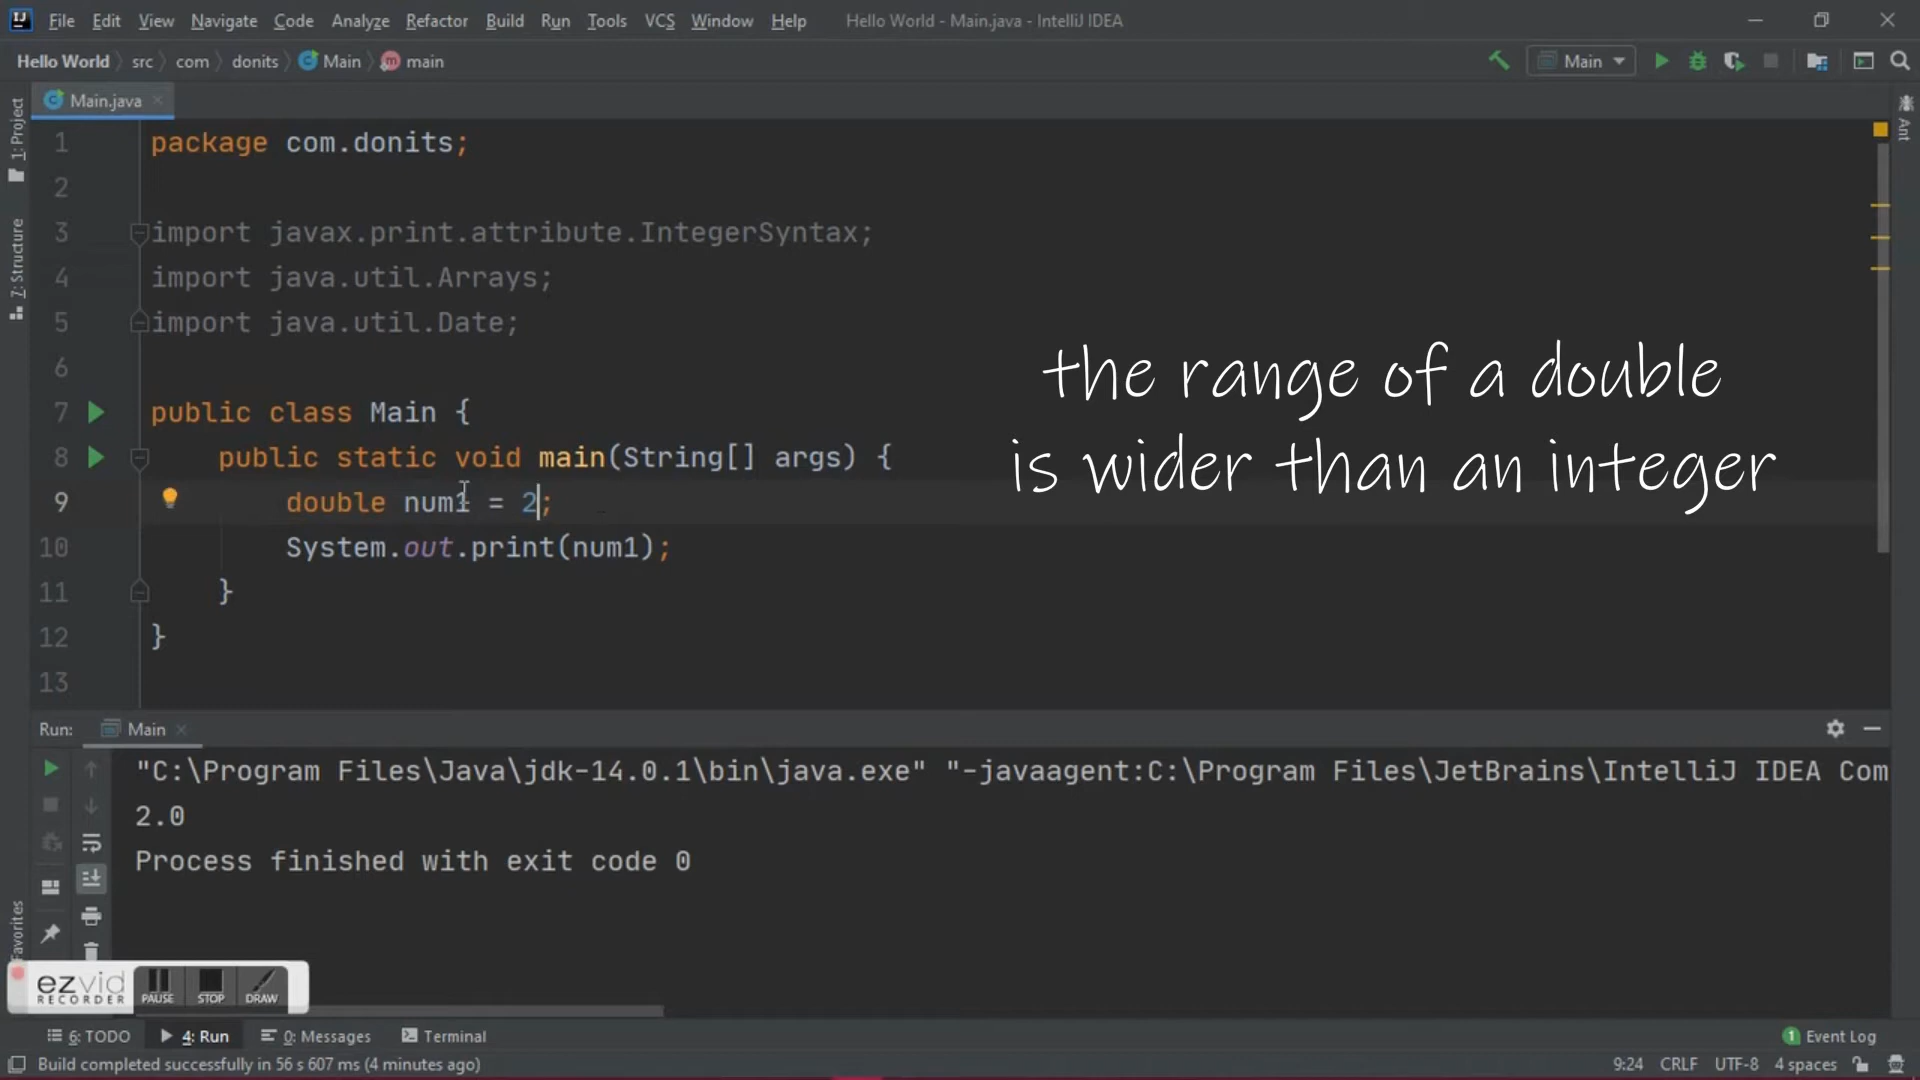 File Edit View Navigate Code Analyze Refactor Build Run Tools VCS Window Help Hello World - Main.java - IntelliJ IDEA
Hello World src com donits Main main Main
Main.java
1: Project
Z: Structure
Favorites
Ant
1 package com.donits;
2
3 import javax.print.attribute.IntegerSyntax;
4 import java.util.Arrays;
5 import java.util.Date;
6
7 public class Main {
8 public static void main(String[] args) {
9 double num1 = 2;
10 System.out.print(num1);
11 }
12 }
13
the range of a double
is wider than an integer
Run: Main
"C:\Program Files\Java\jdk-14.0.1\bin\java.exe" "-javaagent:C:\Program Files\JetBrains\IntelliJ IDEA Com
2.0
Process finished with exit code 0
ezvid
RECORDER
PAUSE STOP DRAW
6: TODO 4: Run 0: Messages Terminal 1 Event Log
Build completed successfully in 56 s 607 ms (4 minutes ago) 9:24 CRLF UTF-8 4 spaces